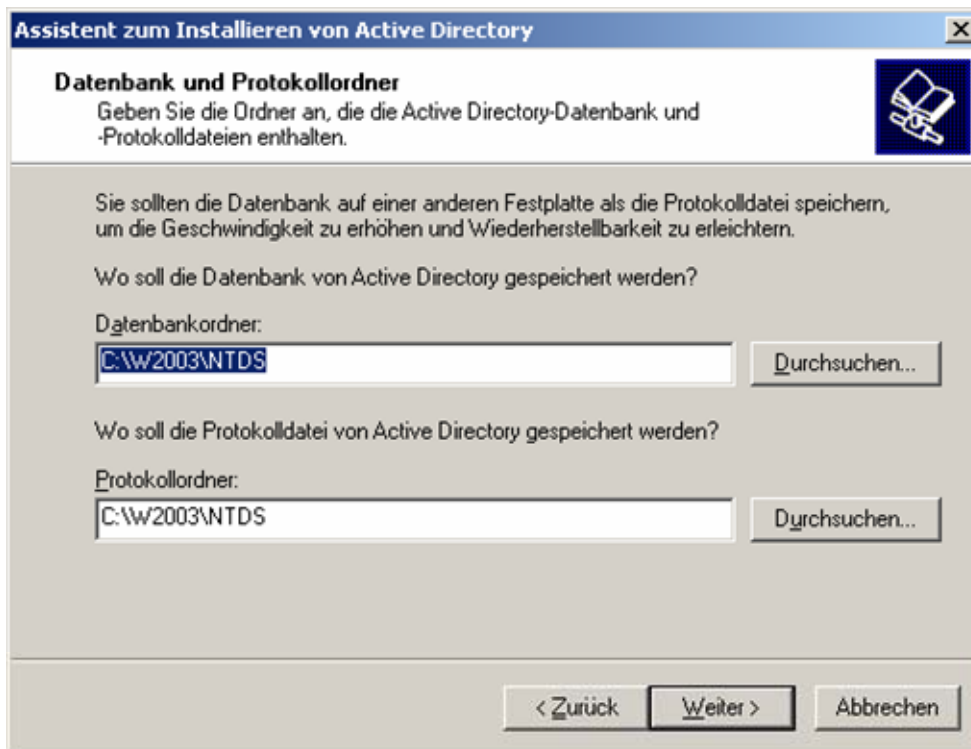 Assistent zum Installieren von Active Directory
Datenbank und Protokollordner
Geben Sie die Ordner an, die die Active Directory-Datenbank und
-Protokolldateien enthalten.
Sie sollten die Datenbank auf einer anderen Festplatte als die Protokolldatei speichern,
um die Geschwindigkeit zu erhöhen und Wiederherstellbarkeit zu erleichtern.
Wo soll die Datenbank von Active Directory gespeichert werden?
Datenbankordner:
C:\W2003\NTDS
Durchsuchen...
Wo soll die Protokolldatei von Active Directory gespeichert werden?
Protokollordner:
C:\W2003\NTDS
Durchsuchen...
< Zurück
Weiter >
Abbrechen